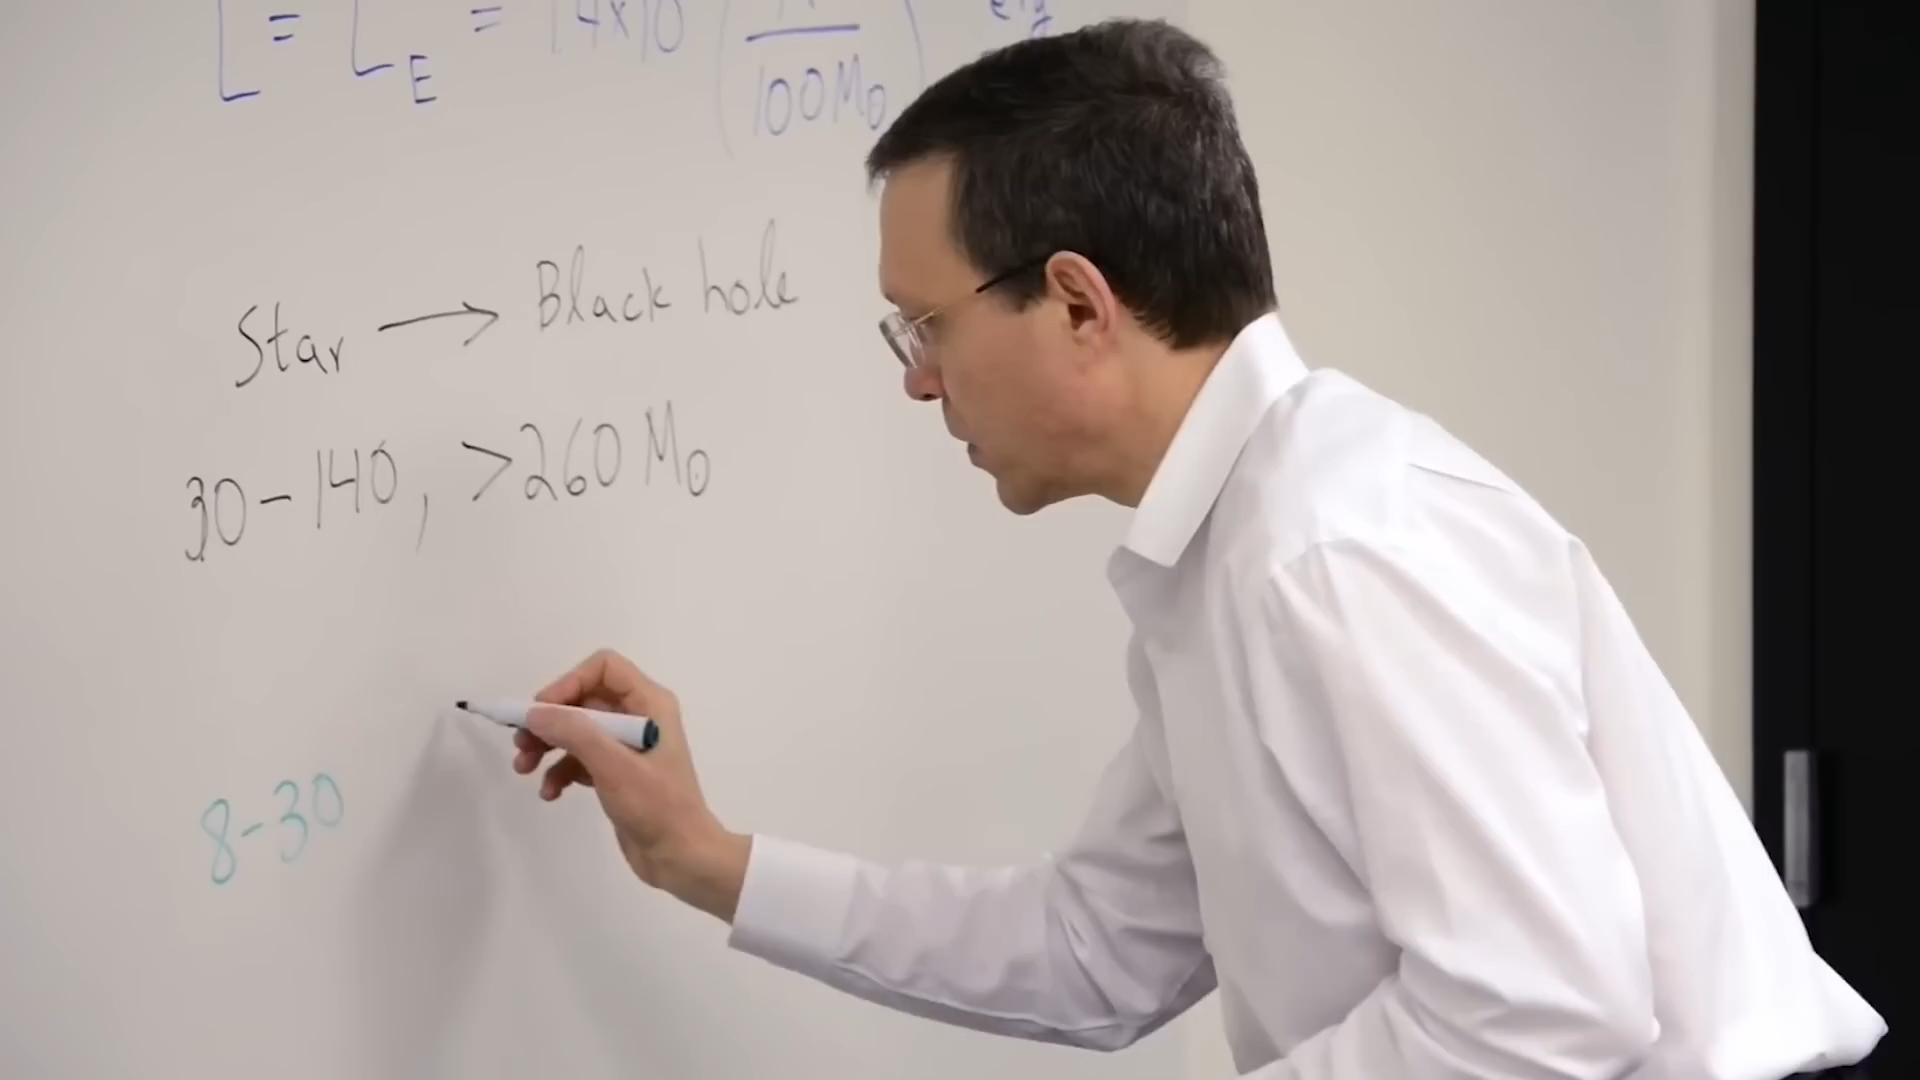 L = L_E = 1.4×10 ( / 100M⊙ )
Star → Black hole
30-140, >260 M⊙
8-30